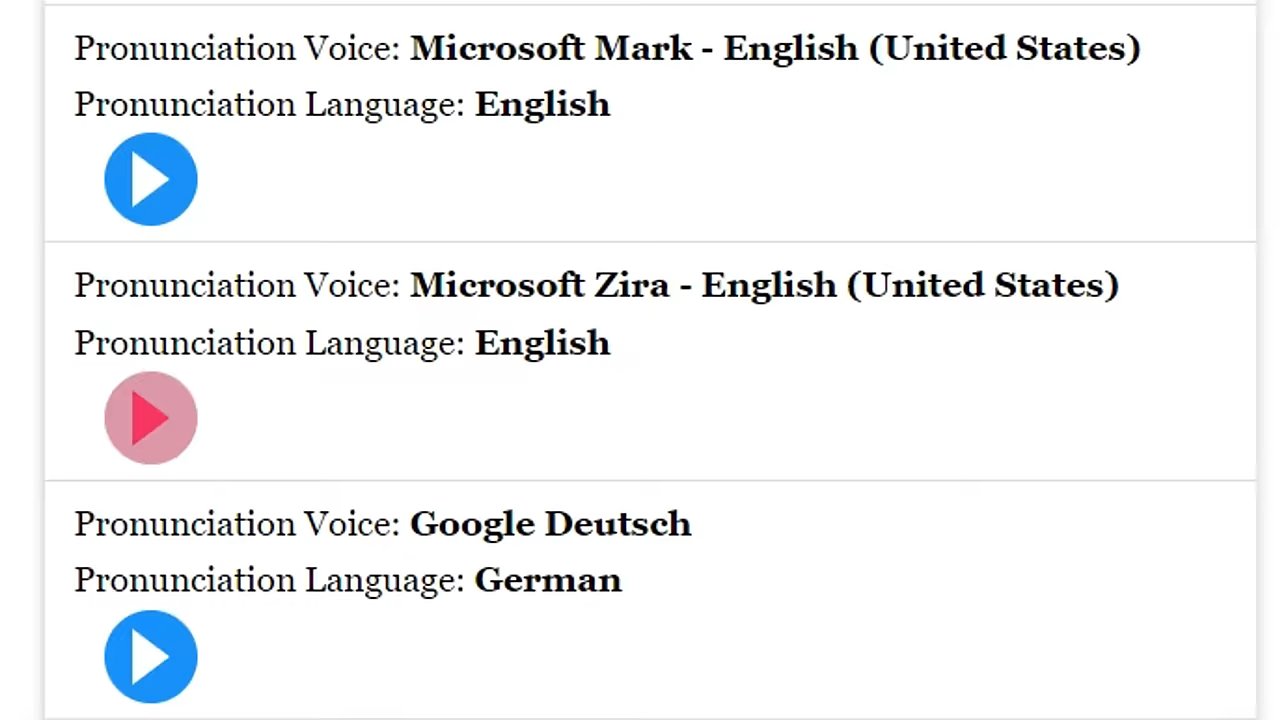 Pronunciation Voice: Microsoft Mark - English (United States)
Pronunciation Language: English
Pronunciation Voice: Microsoft Zira - English (United States)
Pronunciation Language: English
Pronunciation Voice: Google Deutsch
Pronunciation Language: German